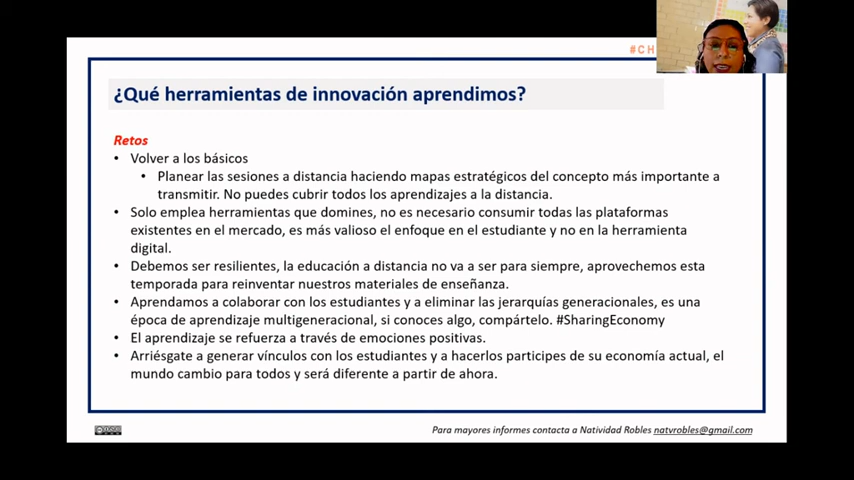 #CH
¿Qué herramientas de innovación aprendimos?
Retos
• Volver a los básicos
• Planear las sesiones a distancia haciendo mapas estratégicos del concepto más importante a
transmitir. No puedes cubrir todos los aprendizajes a la distancia.
• Solo emplea herramientas que domines, no es necesario consumir todas las plataformas
existentes en el mercado, es más valioso el enfoque en el estudiante y no en la herramienta
digital.
• Debemos ser resilientes, la educación a distancia no va a ser para siempre, aprovechemos esta
temporada para reinventar nuestros materiales de enseñanza.
• Aprendamos a colaborar con los estudiantes y a eliminar las jerarquías generacionales, es una
época de aprendizaje multigeneracional, si conoces algo, compártelo. #SharingEconomy
• El aprendizaje se refuerza a través de emociones positivas.
• Arriésgate a generar vínculos con los estudiantes y a hacerlos participes de su economía actual, el
mundo cambio para todos y será diferente a partir de ahora.
Para mayores informes contacta a Natividad Robles natvrobles@gmail.com